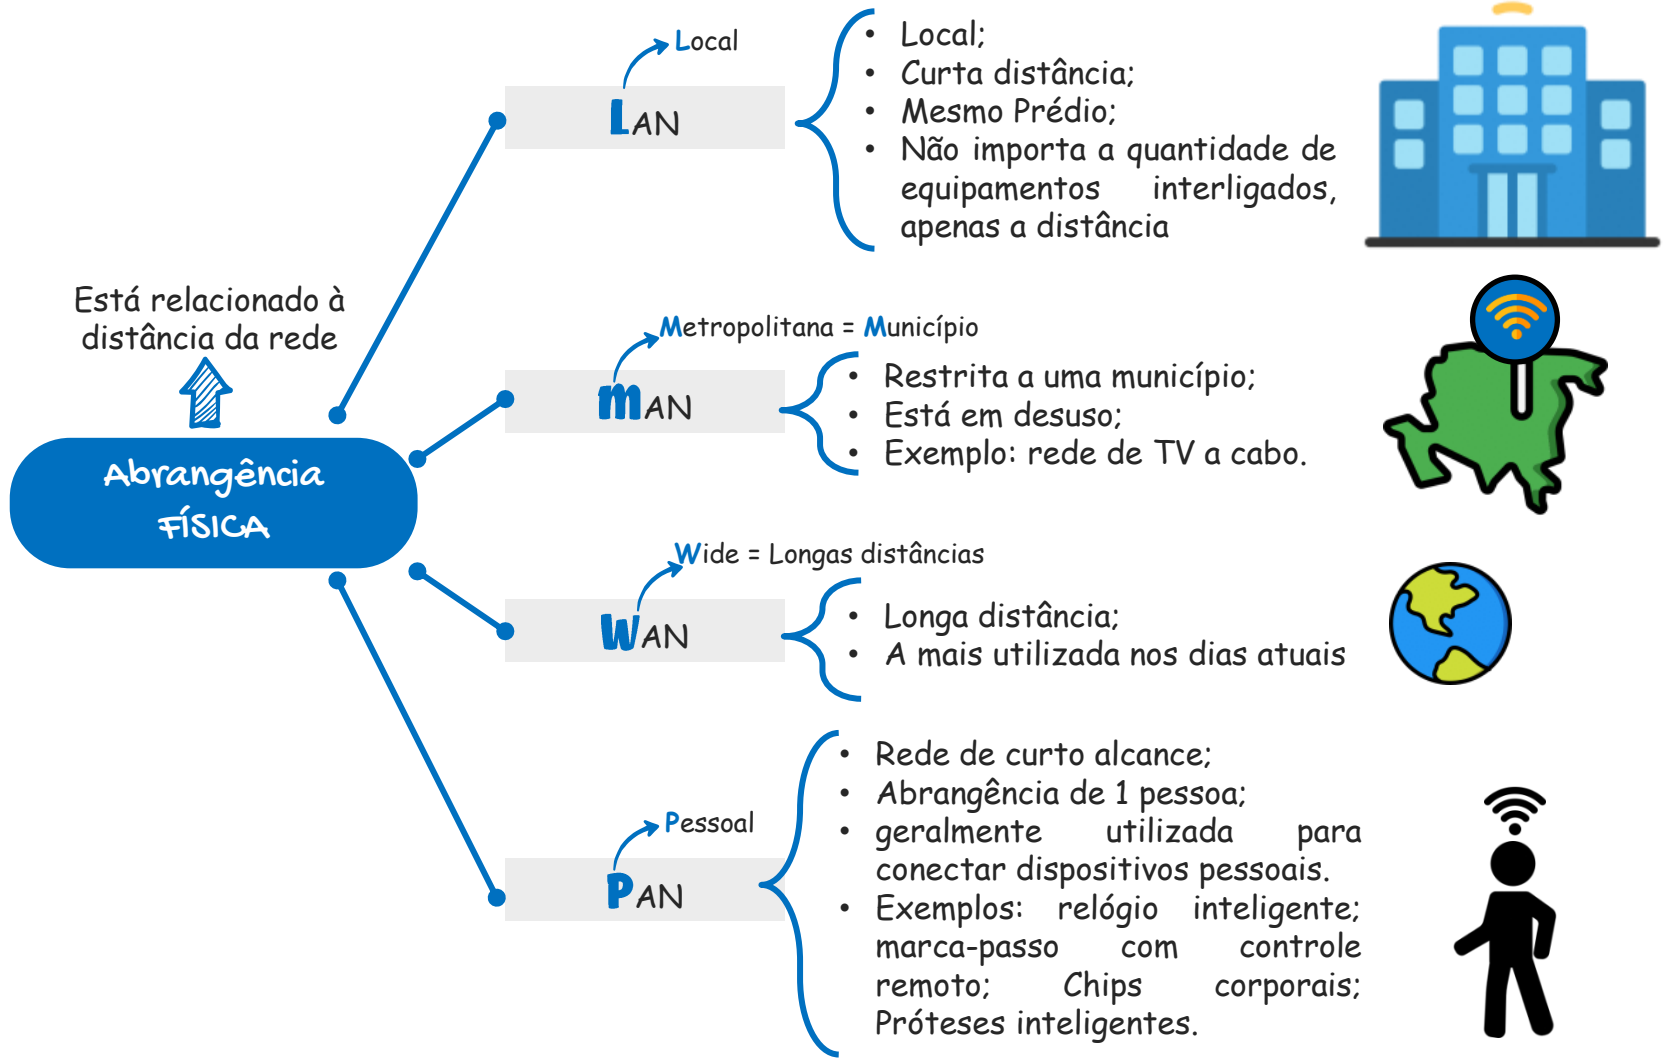 Está relacionado à
distância da rede
Abrangência
FÍSICA
Local
LAN
• Local;
• Curta distância;
• Mesmo Prédio;
• Não importa a quantidade de
equipamentos interligados,
apenas a distância
Metropolitana = Município
MAN
• Restrita a uma município;
• Está em desuso;
• Exemplo: rede de TV a cabo.
Wide = Longas distâncias
WAN
• Longa distância;
• A mais utilizada nos dias atuais
Pessoal
PAN
• Rede de curto alcance;
• Abrangência de 1 pessoa;
• geralmente utilizada para
conectar dispositivos pessoais.
• Exemplos: relógio inteligente;
marca-passo com controle
remoto; Chips corporais;
Próteses inteligentes.